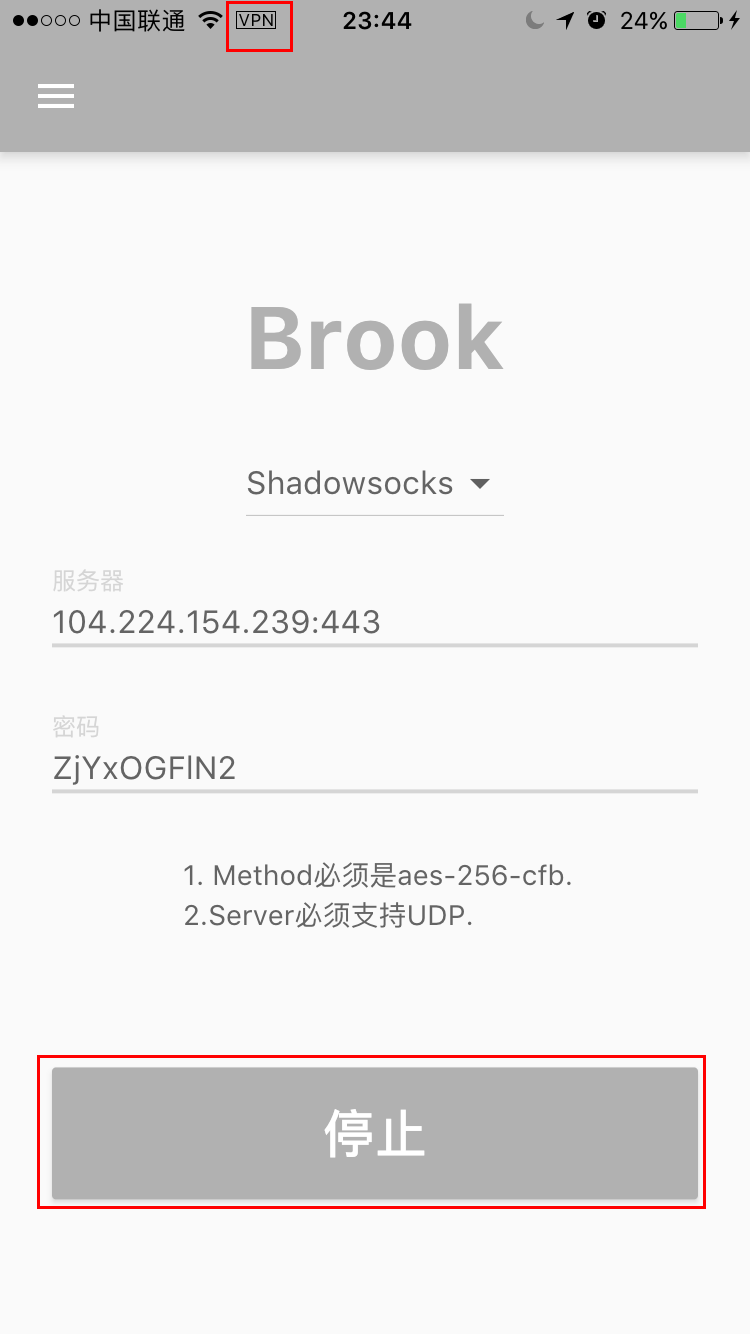 中国联通 VPN 23:44 24%
Brook
Shadowsocks
服务器
104.224.154.239:443
密码
ZjYxOGFlN2
1. Method必须是aes-256-cfb.
2.Server必须支持UDP.
停止